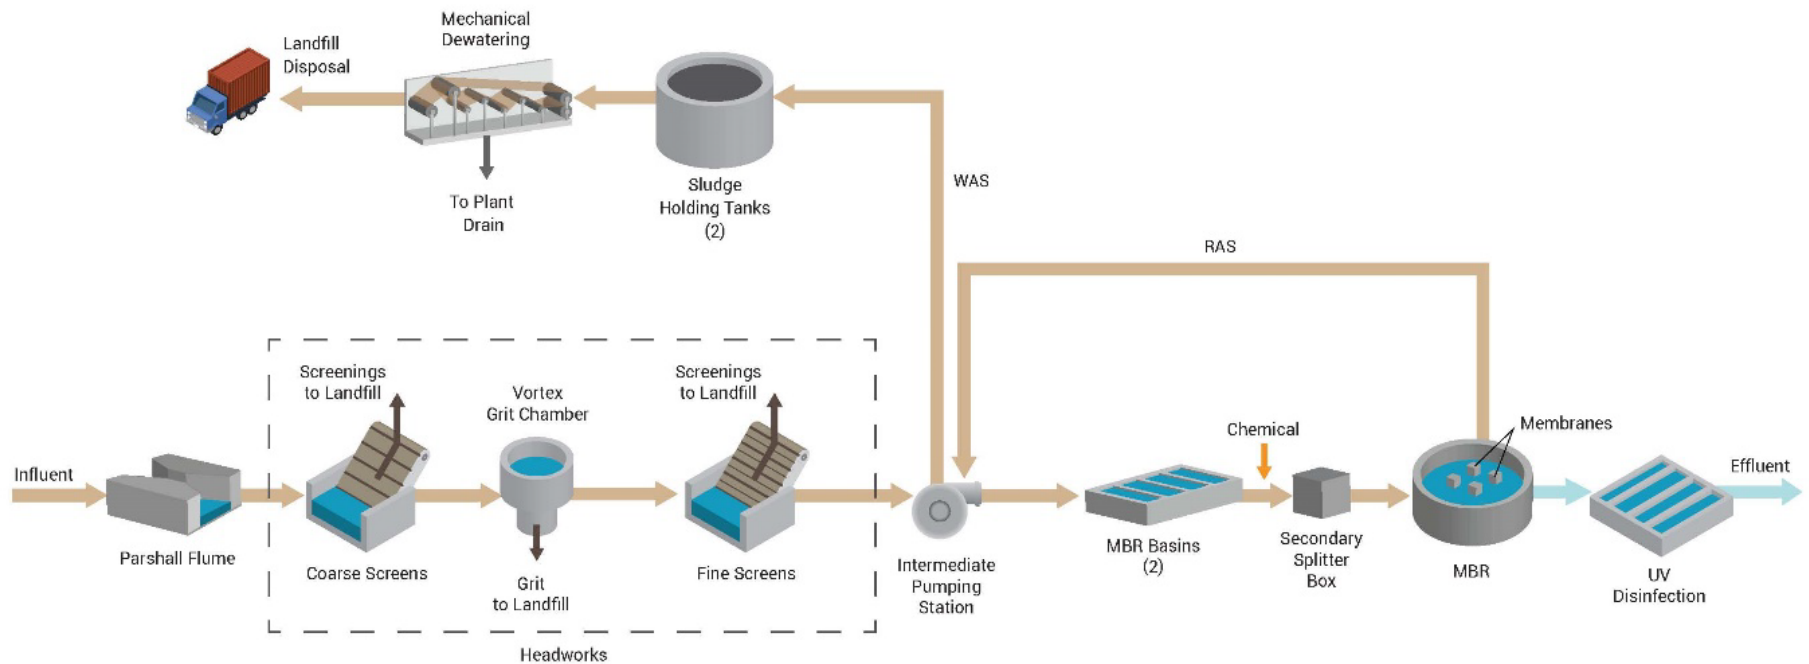 Mechanical
Dewatering
Landfill
Disposal
To Plant
Drain
Sludge
Holding Tanks
(2)
WAS
RAS
Screenings
to Landfill
Vortex
Grit Chamber
Screenings
to Landfill
Influent
Parshall Flume
Coarse Screens
Grit
to Landfill
Fine Screens
Headworks
Intermediate
Pumping
Station
MBR Basins
(2)
Chemical
Secondary
Splitter
Box
Membranes
MBR
UV
Disinfection
Effluent